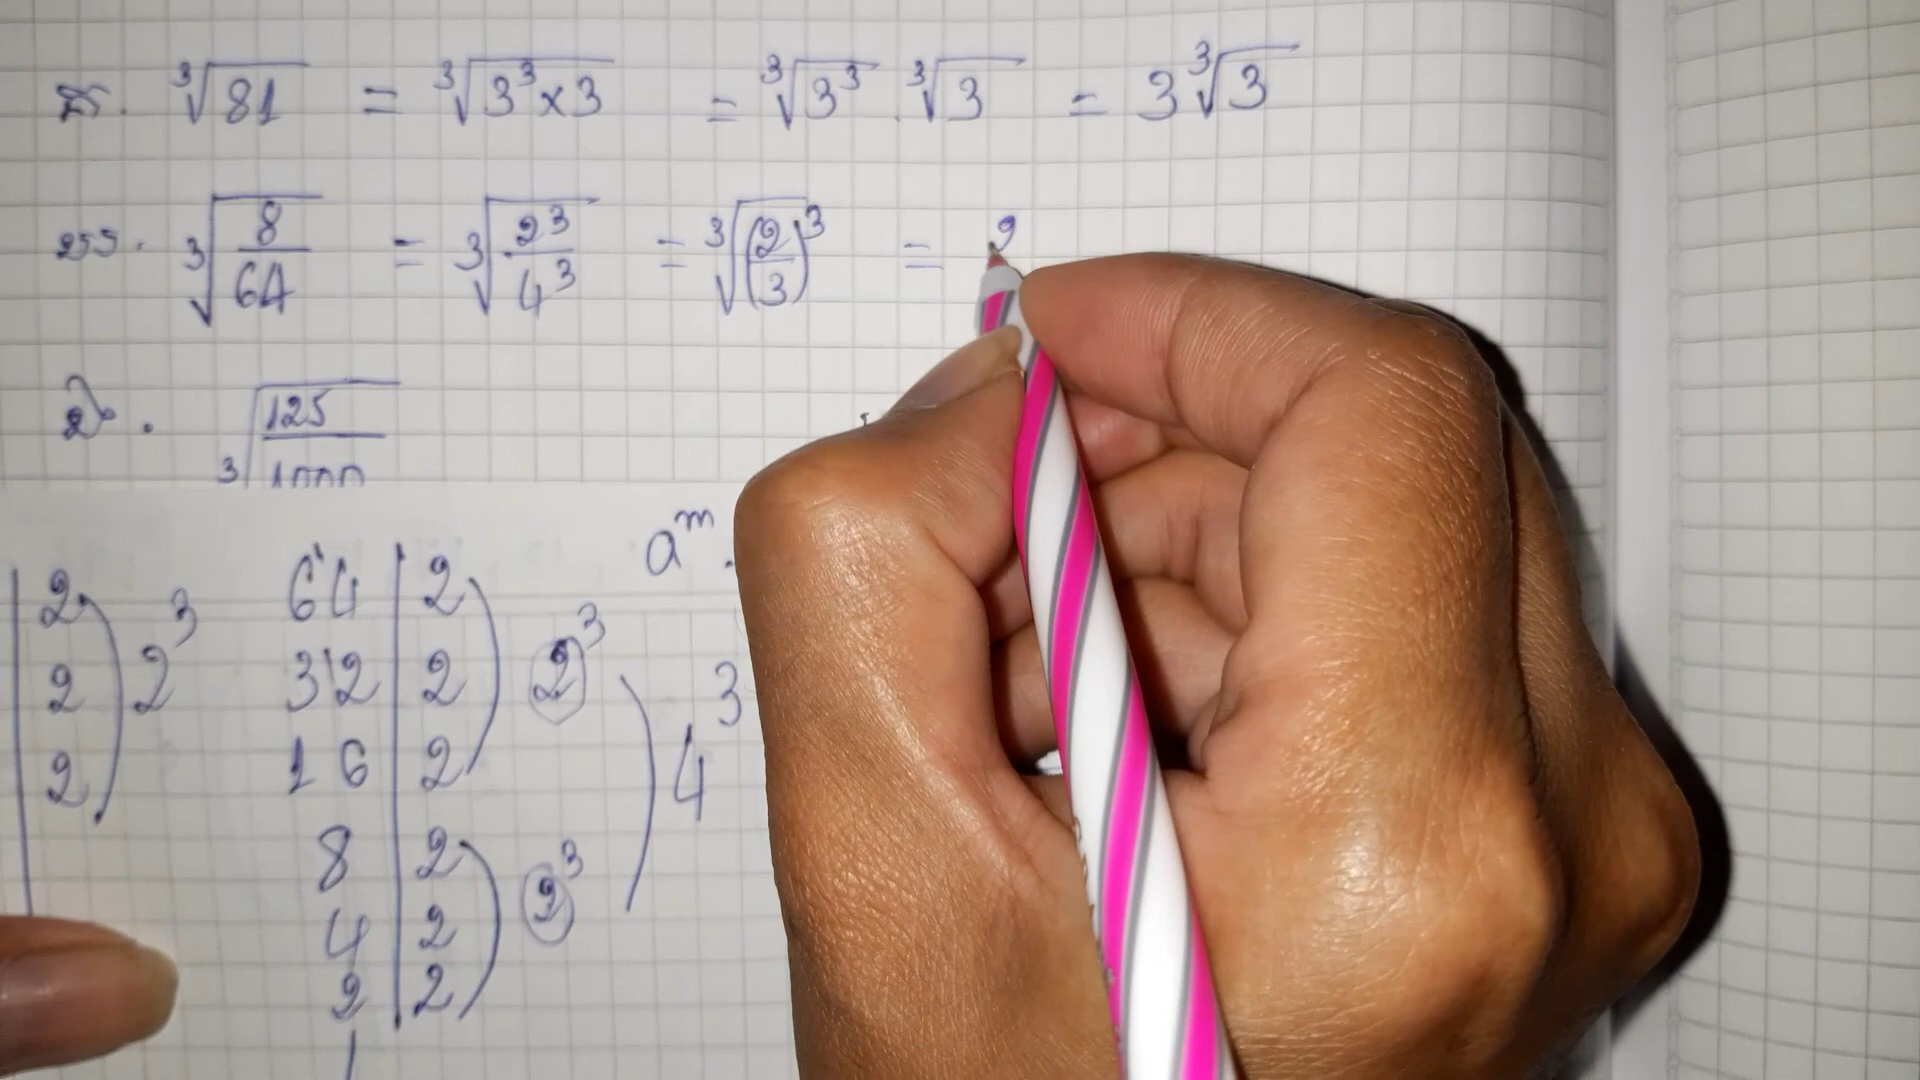 ∛81 = ∛(3³×3) = ∛3³ . ∛3 = 3∛3
∛(8/64) = ∛(2³/4³) = ∛(2/3)³ = 2
∛(125/1000)
aᵐ .
2 64 | 2
2 2³ 32 | 2 2³
2 16 | 2 4³
8 | 2
4 | 2 2³
2 | 2
1